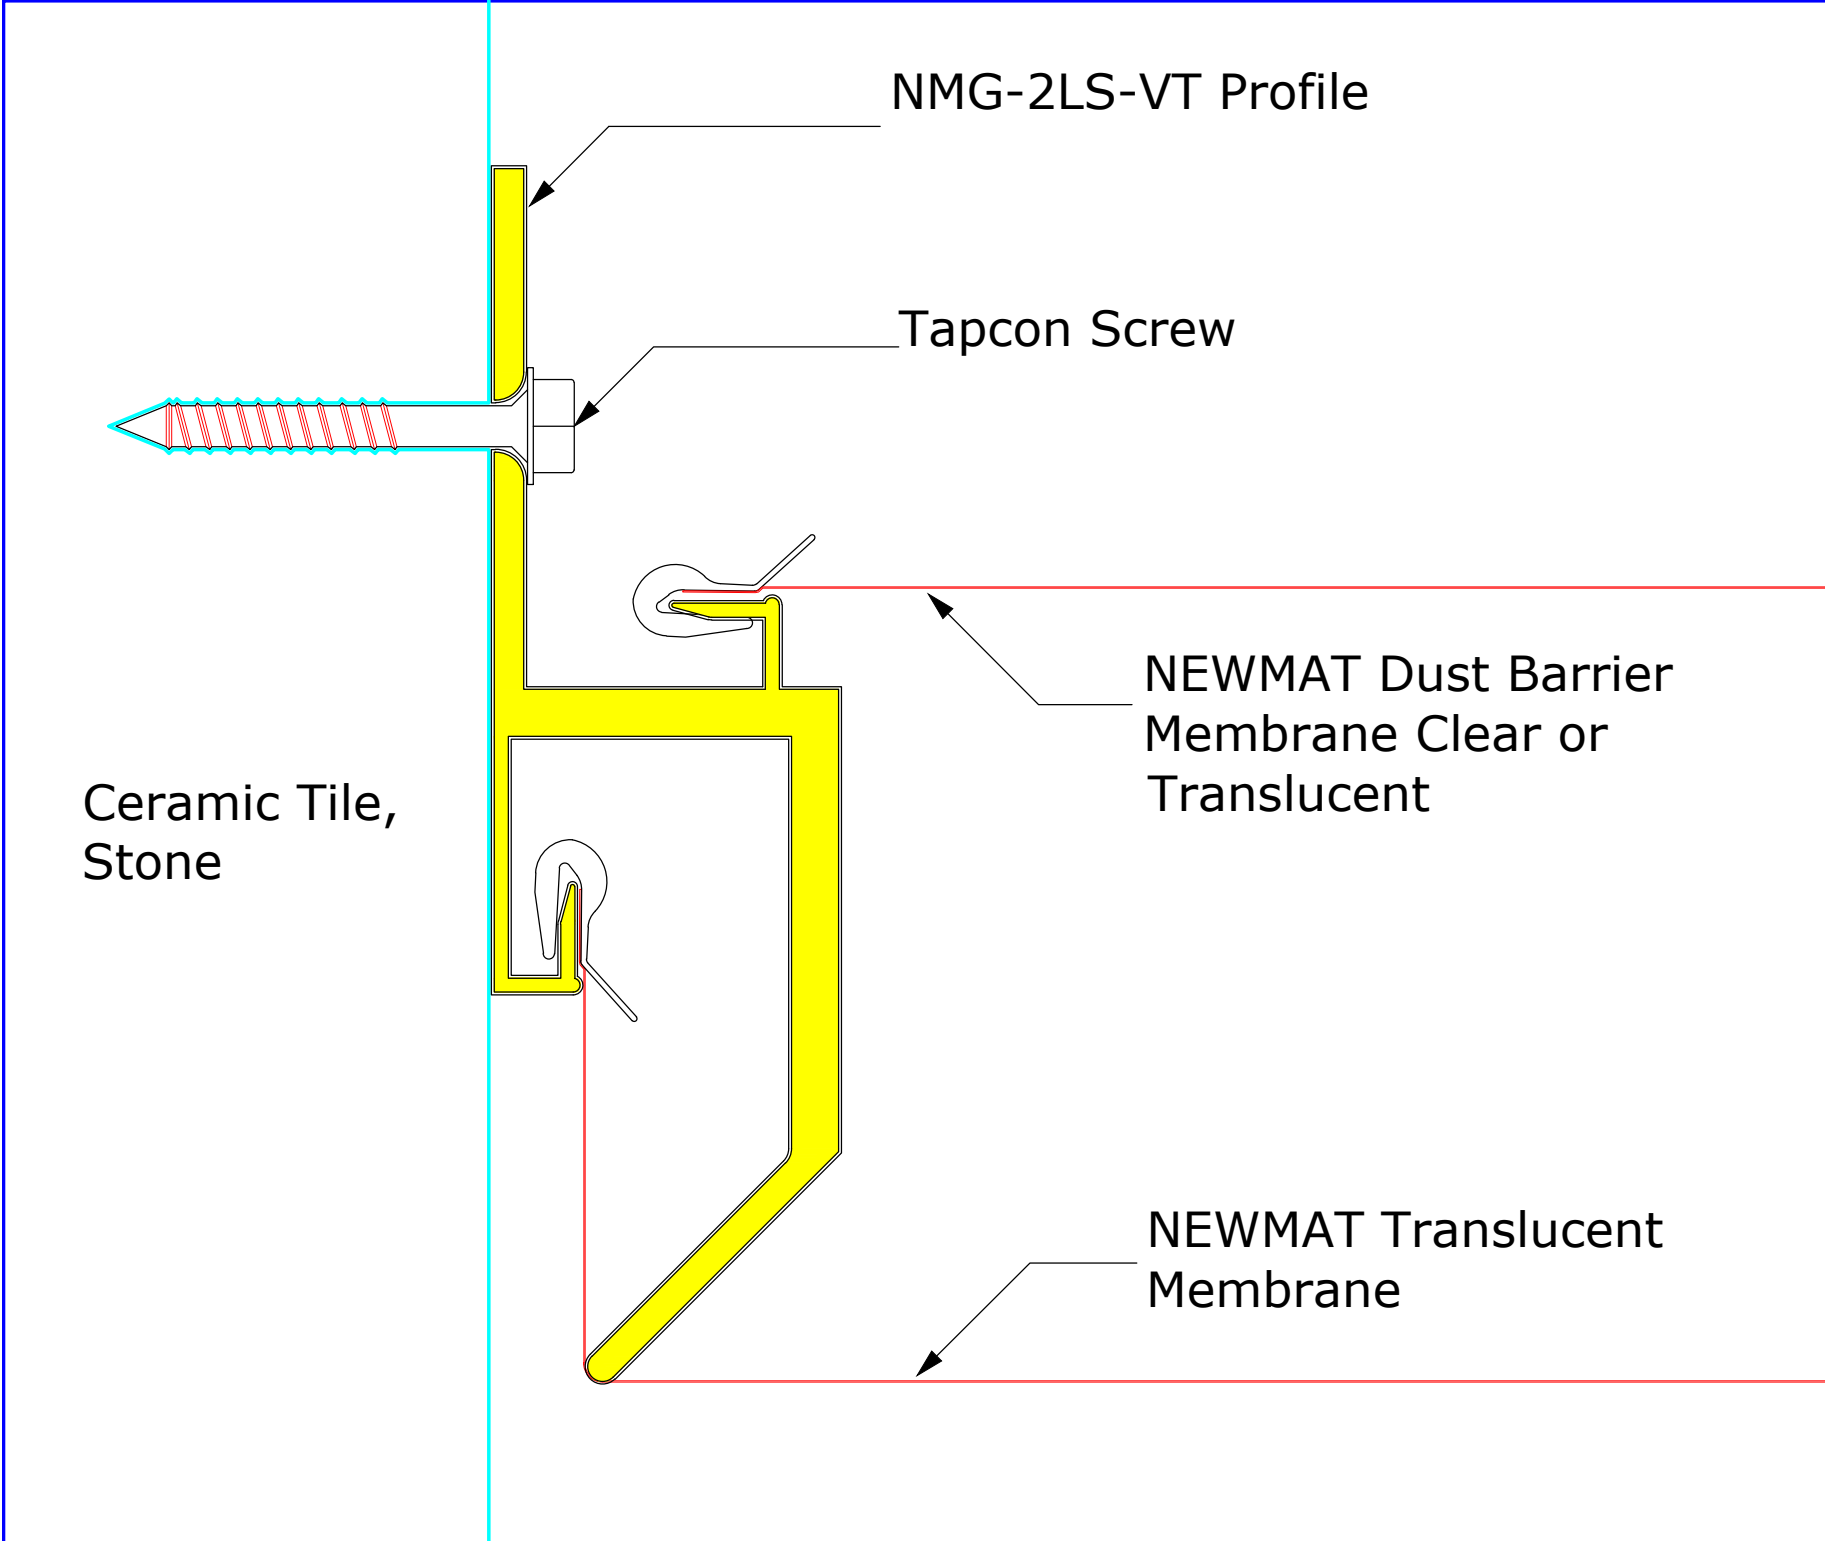 NMG-2LS-VT Profile
Tapcon Screw
NEWMAT Dust Barrier
Membrane Clear or
Translucent
Ceramic Tile,
Stone
NEWMAT Translucent
Membrane